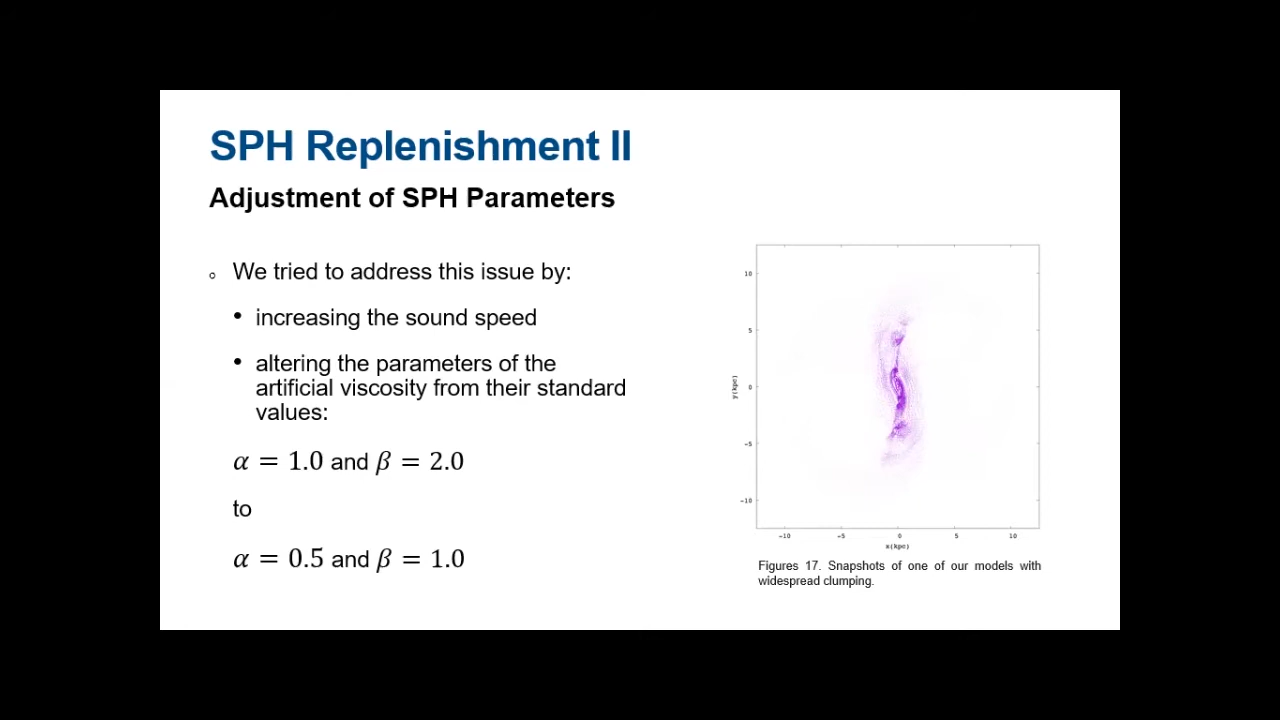 SPH Replenishment II
Adjustment of SPH Parameters
We tried to address this issue by:
• increasing the sound speed
• altering the parameters of the
artificial viscosity from their standard
values:
α = 1.0 and β = 2.0
to
α = 0.5 and β = 1.0
10
5
0
−5
−10
y(kpc)
−10 −5 0 5 10
x(kpc)
Figures 17. Snapshots of one of our models with
widespread clumping.